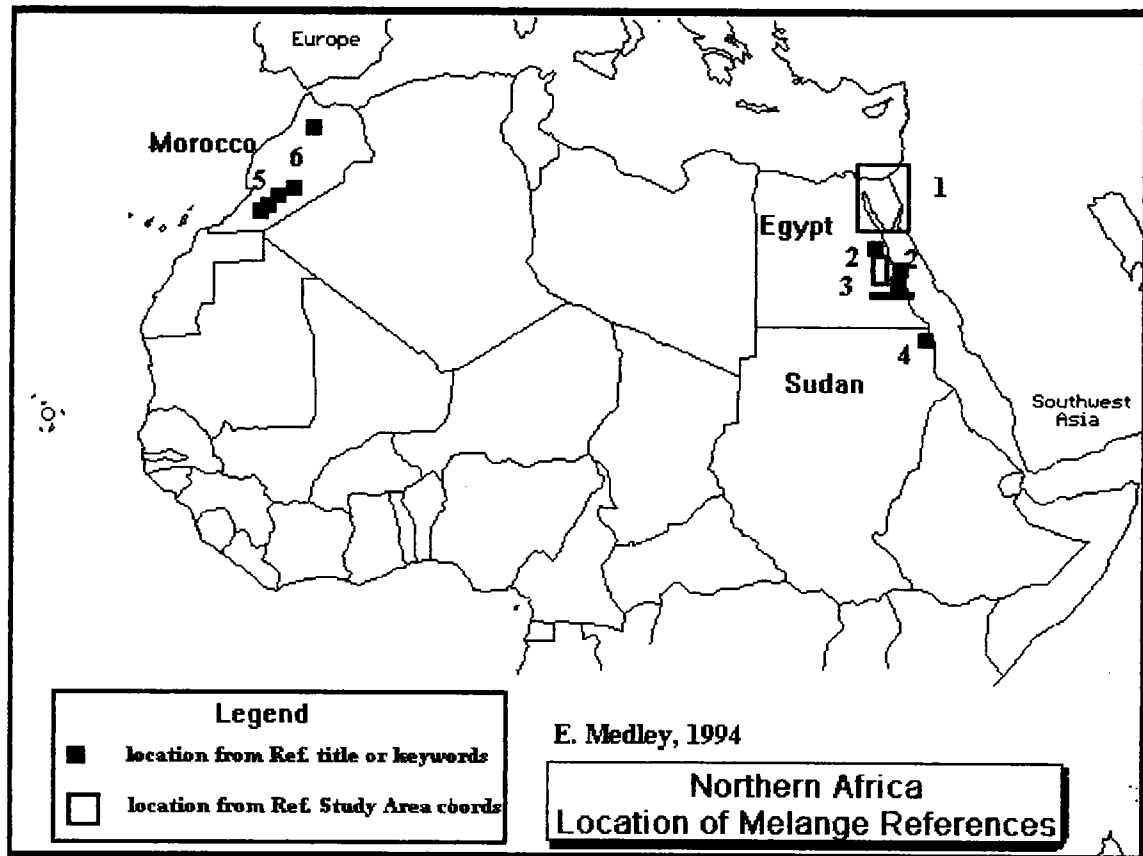 Europe
Morocco
6
5
1
Egypt
2
2
3
4
Sudan
Southwest
Asia
Legend
location from Ref. title or keywords
location from Ref. Study Area coords
E. Medley, 1994
Northern Africa
Location of Melange References